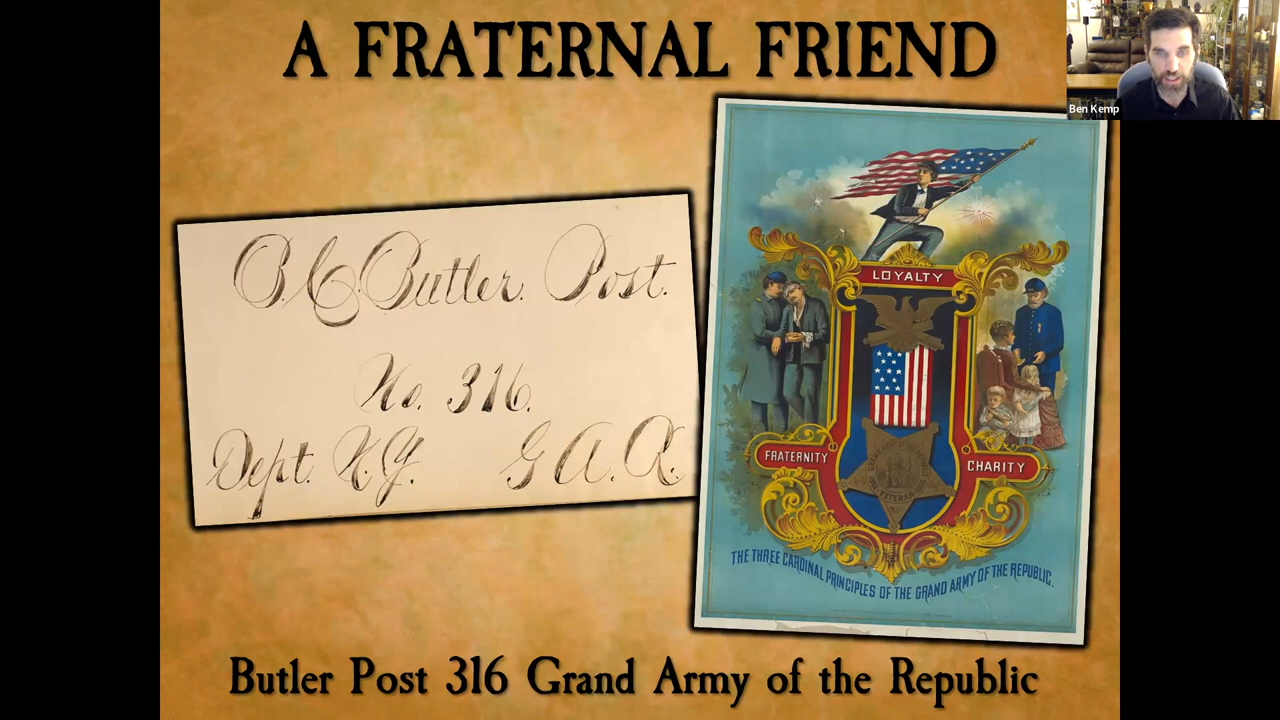 A FRATERNAL FRIEND
Ben Kemp
B.C. Butler Post.
No. 316.
Dept. N.Y. G.A.R.
LOYALTY
FRATERNITY
CHARITY
VETERAN
THE THREE CARDINAL PRINCIPLES OF THE GRAND ARMY OF THE REPUBLIC.
Butler Post 316 Grand Army of the Republic